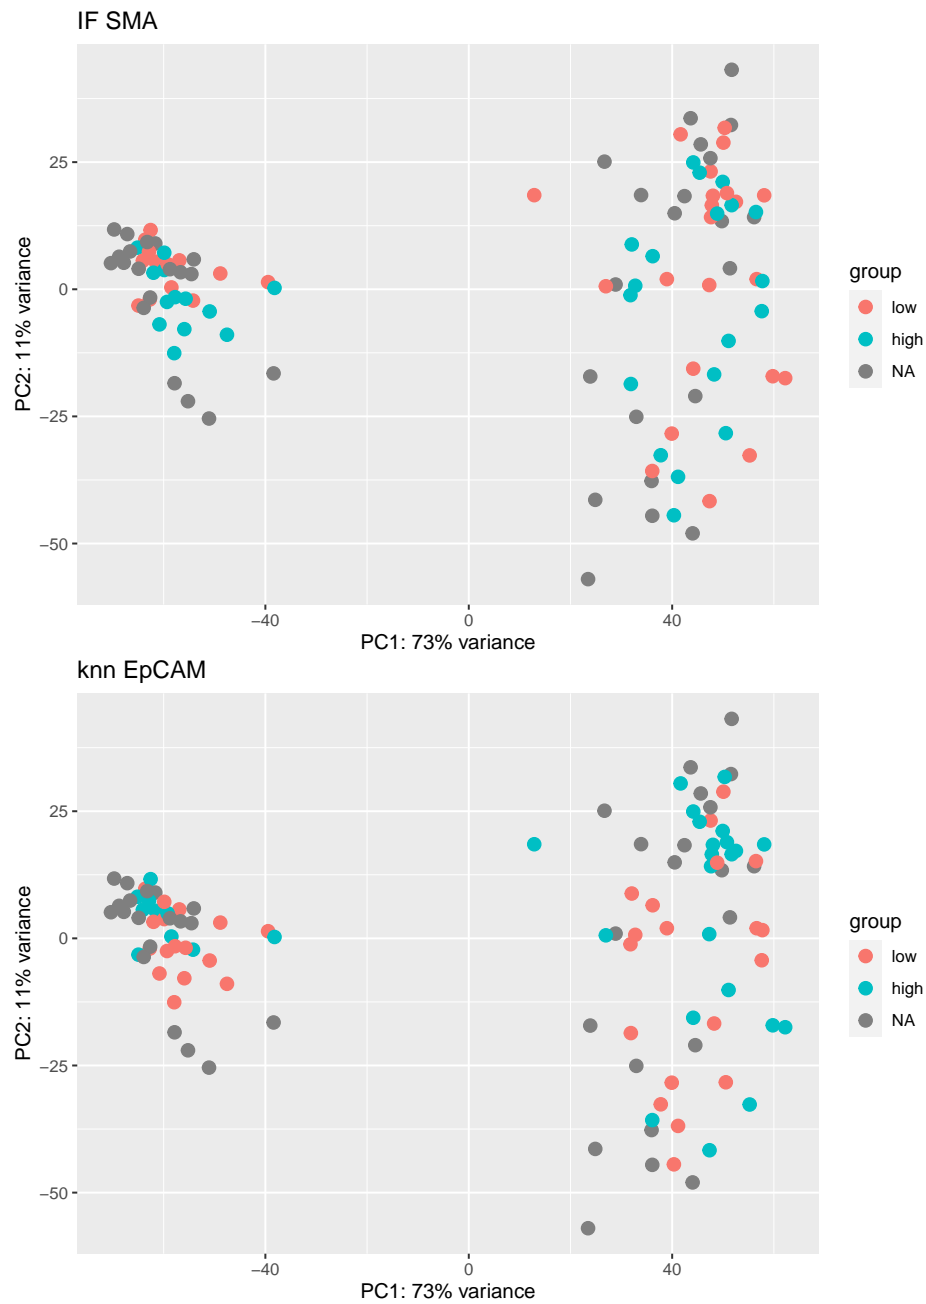 IF SMA
25
0
−25
−50
PC2: 11% variance
−40
0
40
PC1: 73% variance
group
low
high
NA
knn EpCAM
25
0
−25
−50
PC2: 11% variance
−40
0
40
PC1: 73% variance
group
low
high
NA